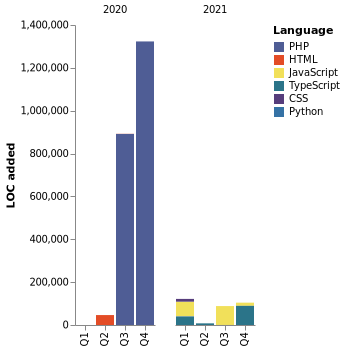 2020 2021
LOC added
1,400,000
1,200,000
1,000,000
800,000
600,000
400,000
200,000
0
Q1 Q2 Q3 Q4 Q1 Q2 Q3 Q4
Language
PHP
HTML
JavaScript
TypeScript
CSS
Python